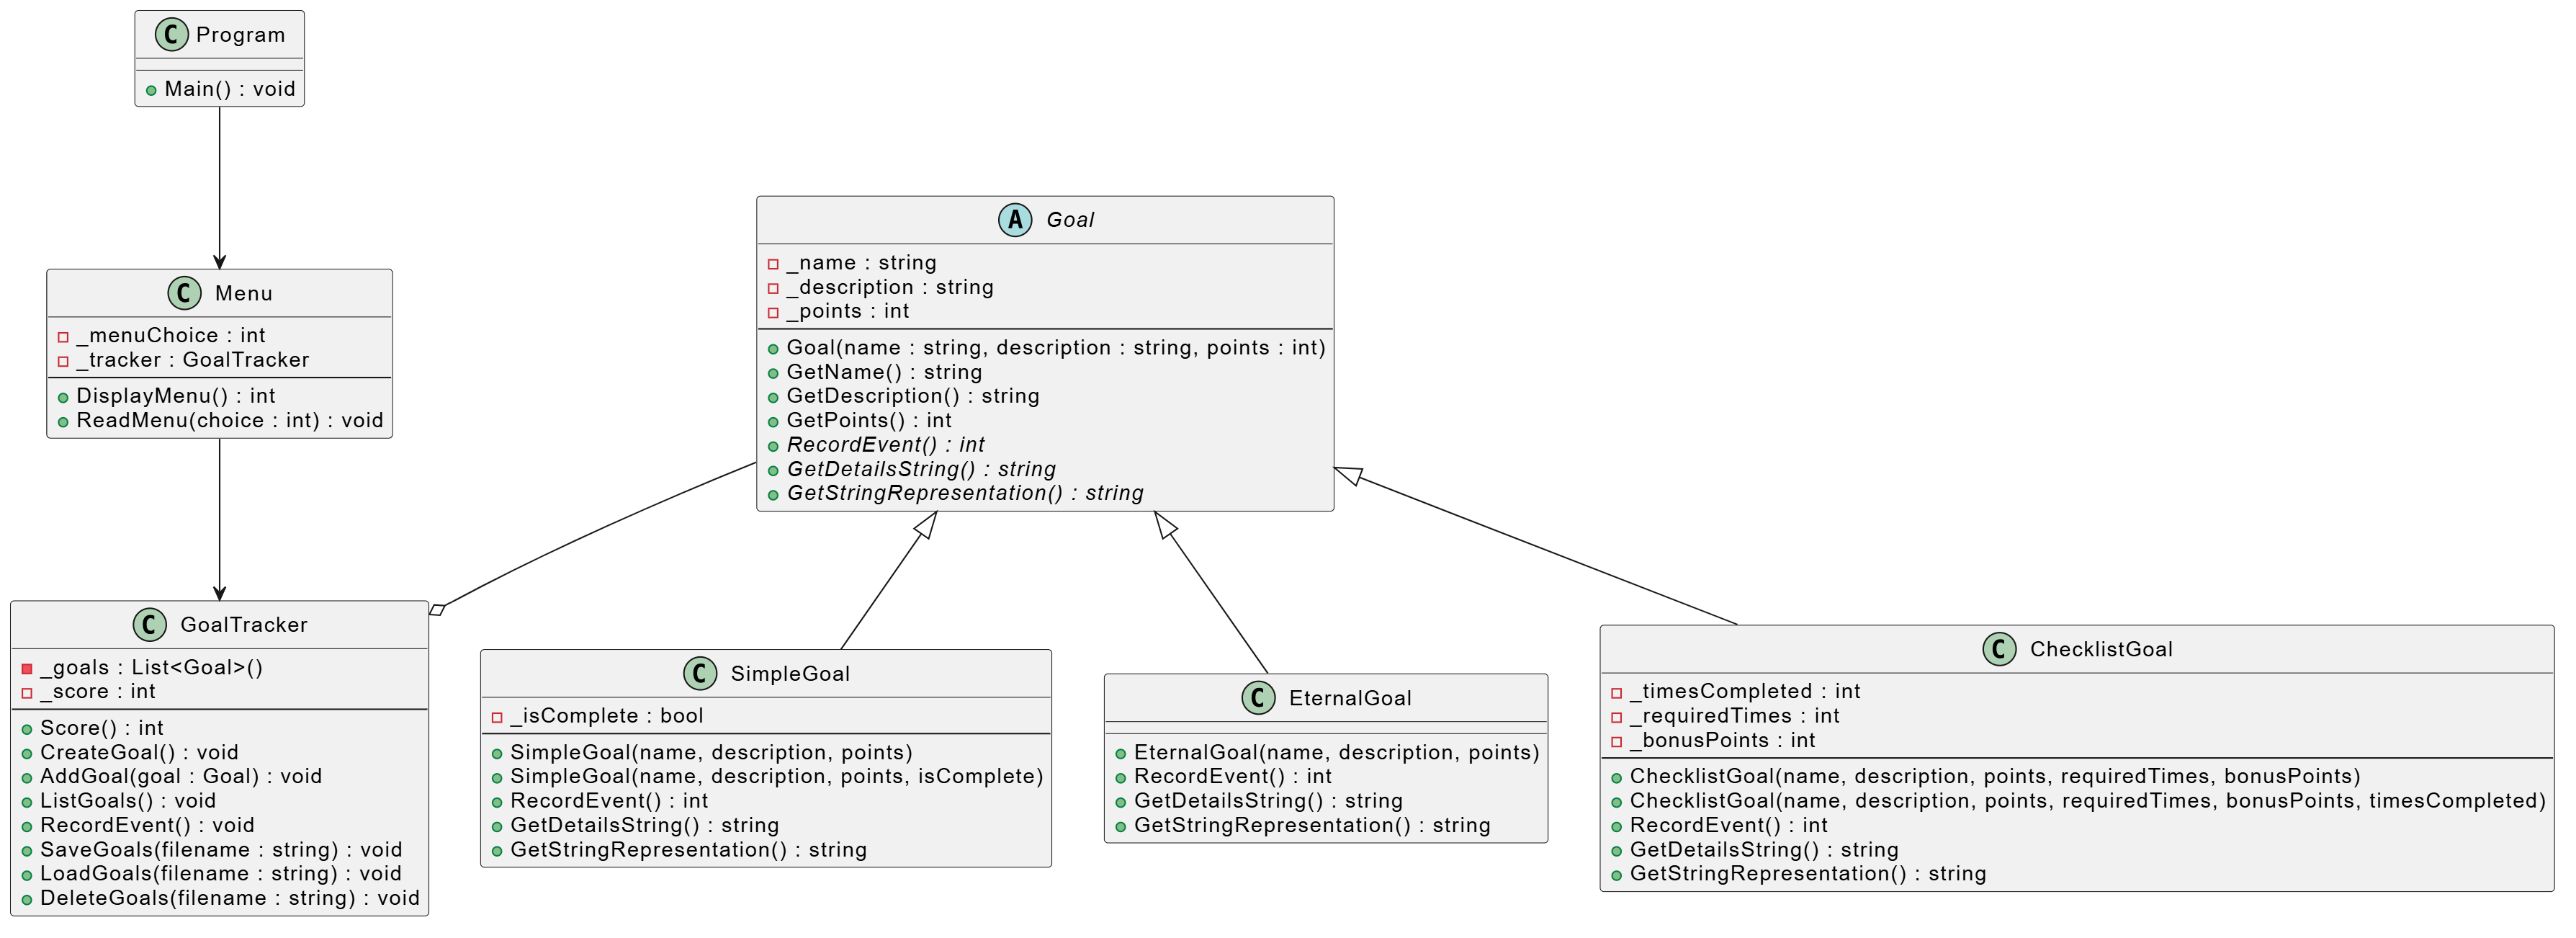 C Program
Main() : void
C Menu
_menuChoice : int
_tracker : GoalTracker
DisplayMenu() : int
ReadMenu(choice : int) : void
A Goal
_name : string
_description : string
_points : int
Goal(name : string, description : string, points : int)
GetName() : string
GetDescription() : string
GetPoints() : int
RecordEvent() : int
GetDetailsString() : string
GetStringRepresentation() : string
C GoalTracker
_goals : List<Goal>()
_score : int
Score() : int
CreateGoal() : void
AddGoal(goal : Goal) : void
ListGoals() : void
RecordEvent() : void
SaveGoals(filename : string) : void
LoadGoals(filename : string) : void
DeleteGoals(filename : string) : void
C SimpleGoal
_isComplete : bool
SimpleGoal(name, description, points)
SimpleGoal(name, description, points, isComplete)
RecordEvent() : int
GetDetailsString() : string
GetStringRepresentation() : string
C EternalGoal
EternalGoal(name, description, points)
RecordEvent() : int
GetDetailsString() : string
GetStringRepresentation() : string
C ChecklistGoal
_timesCompleted : int
_requiredTimes : int
_bonusPoints : int
ChecklistGoal(name, description, points, requiredTimes, bonusPoints)
ChecklistGoal(name, description, points, requiredTimes, bonusPoints, timesCompleted)
RecordEvent() : int
GetDetailsString() : string
GetStringRepresentation() : string